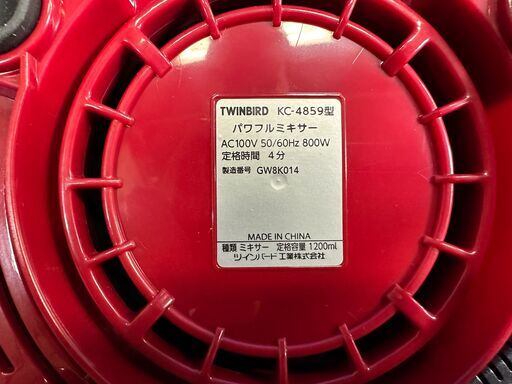 TWINBIRD KC-4859型
パワフルミキサー
AC100V 50/60Hz 800W
定格時間 4分
製造番号 GW8K014
MADE IN CHINA
種類 ミキサー 定格容量 1200ml
ツインバード工業株式会社